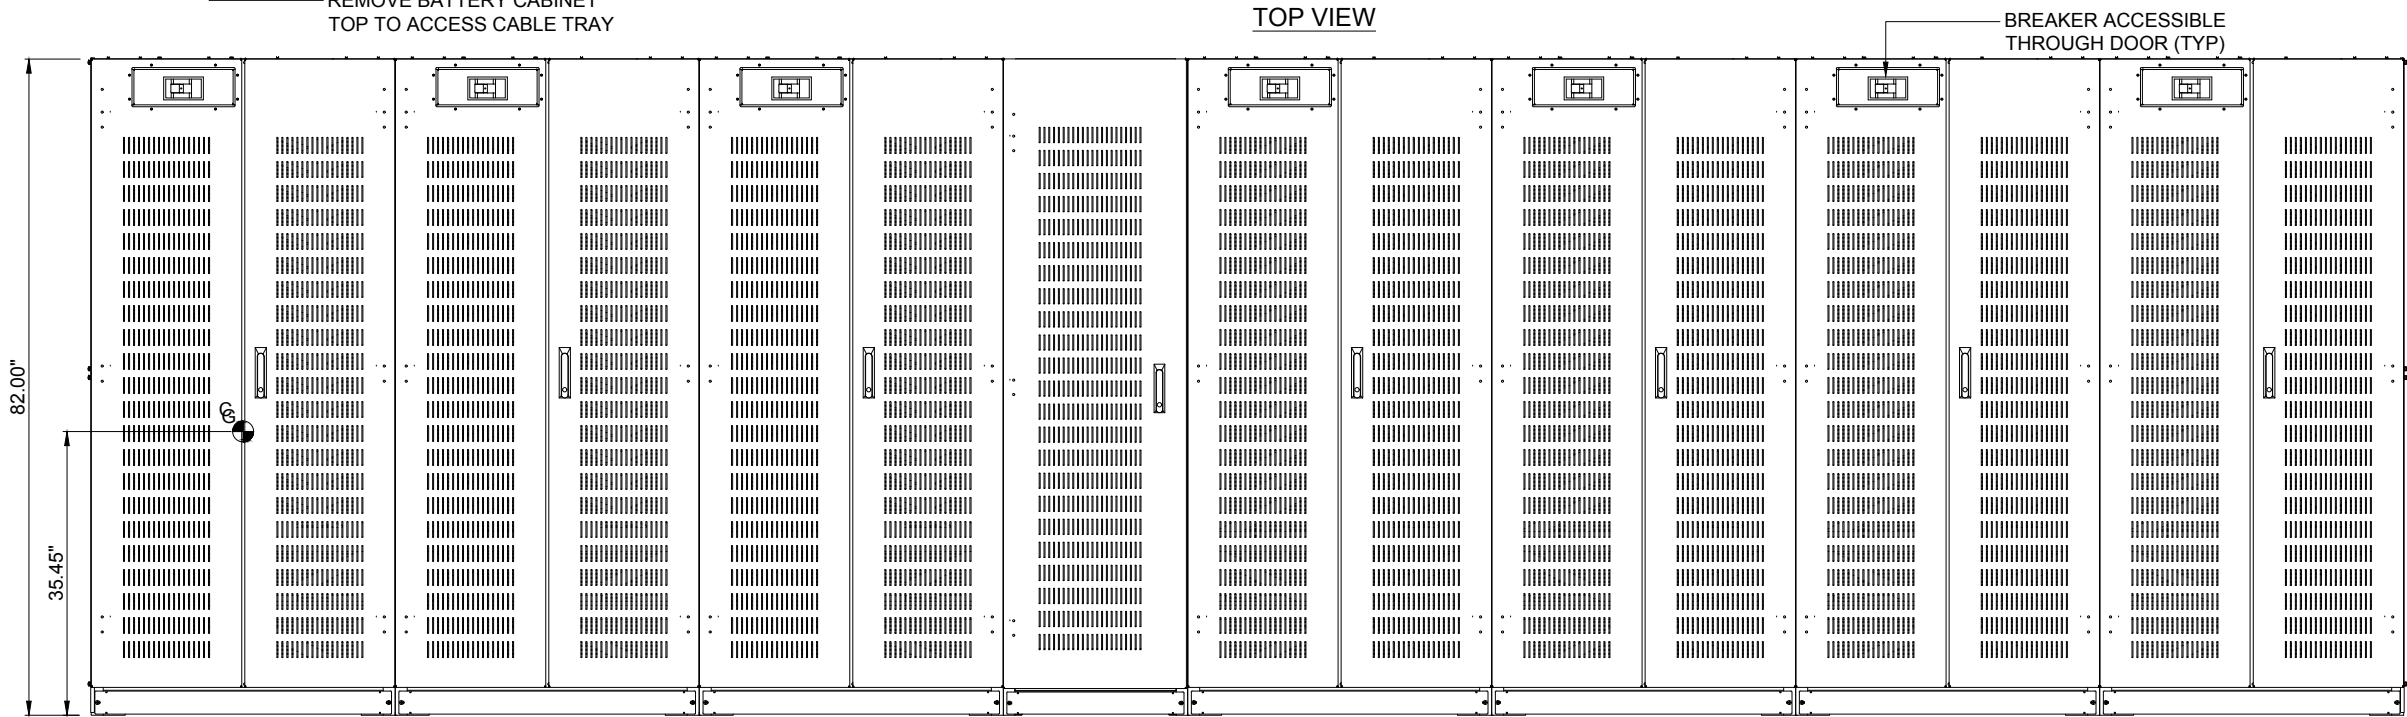 REMOVE BATTERY CABINET
TOP TO ACCESS CABLE TRAY
TOP VIEW
BREAKER ACCESSIBLE
THROUGH DOOR (TYP)
82.00"
CG
35.45"